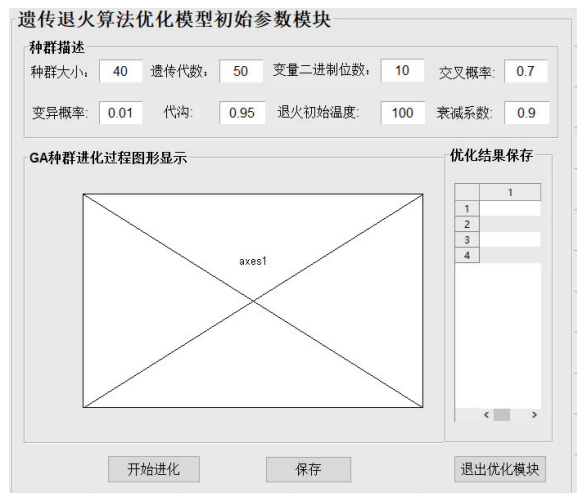 遗传退火算法优化模型初始参数模块
种群描述
种群大小: 40 遗传代数: 50 变量二进制位数: 10 交叉概率: 0.7
变异概率: 0.01 代沟: 0.95 退火初始温度: 100 衰减系数: 0.9
GA种群进化过程图形显示
axes1
优化结果保存
1
1
2
3
4
开始进化 保存 退出优化模块